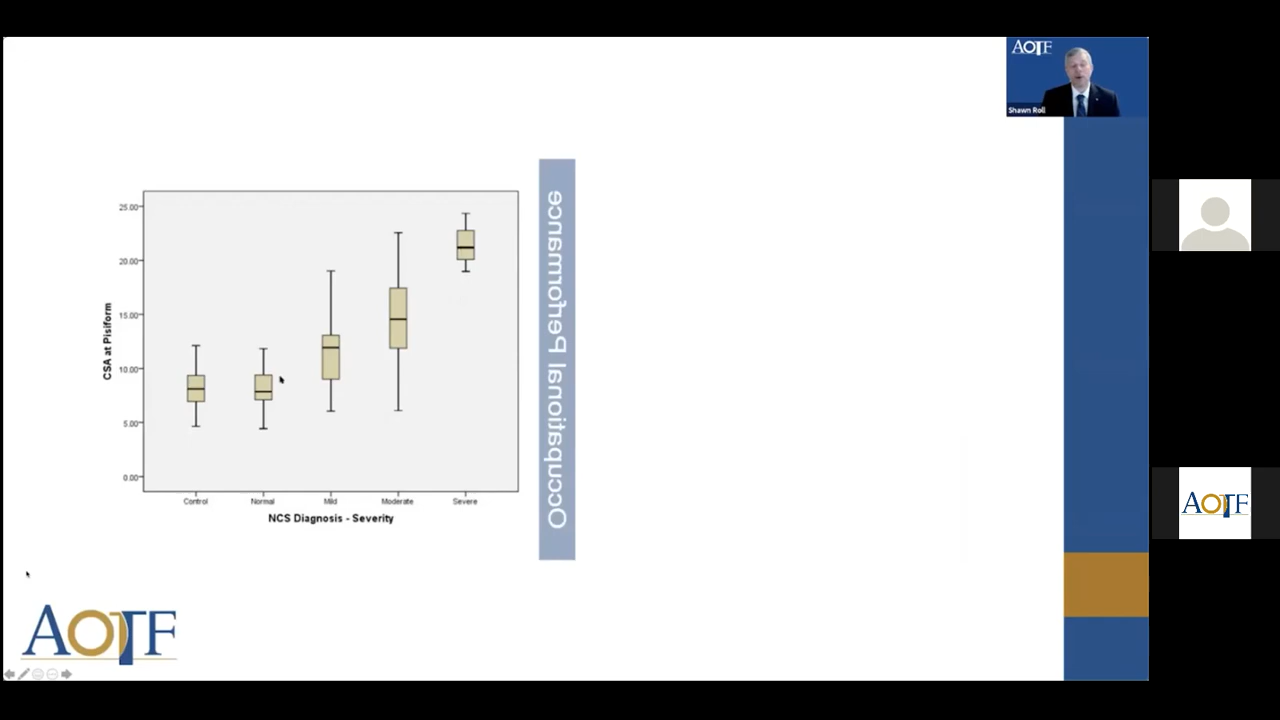 AOTF
Shawn Roll
25.00
20.00
15.00
10.00
5.00
0.00
CSA at Pisiform
Control
Normal
Mild
Moderate
Severe
NCS Diagnosis - Severity
Occupational Performance
AOTF
AOTF